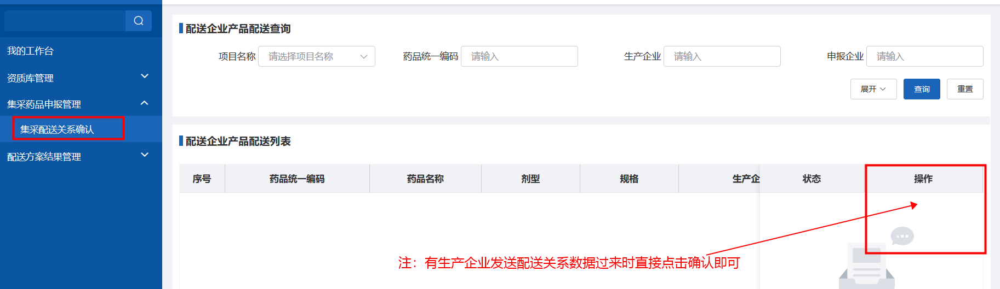 我的工作台
资质库管理
集采药品申报管理
集采配送关系确认
配送方案结果管理
配送企业产品配送查询
项目名称 请选择项目名称 药品统一编码 请输入 生产企业 请输入 申报企业 请输入
展开 查询 重置
配送企业产品配送列表
序号 药品统一编码 药品名称 剂型 规格 生产企 状态 操作
注：有生产企业发送配送关系数据过来时直接点击确认即可